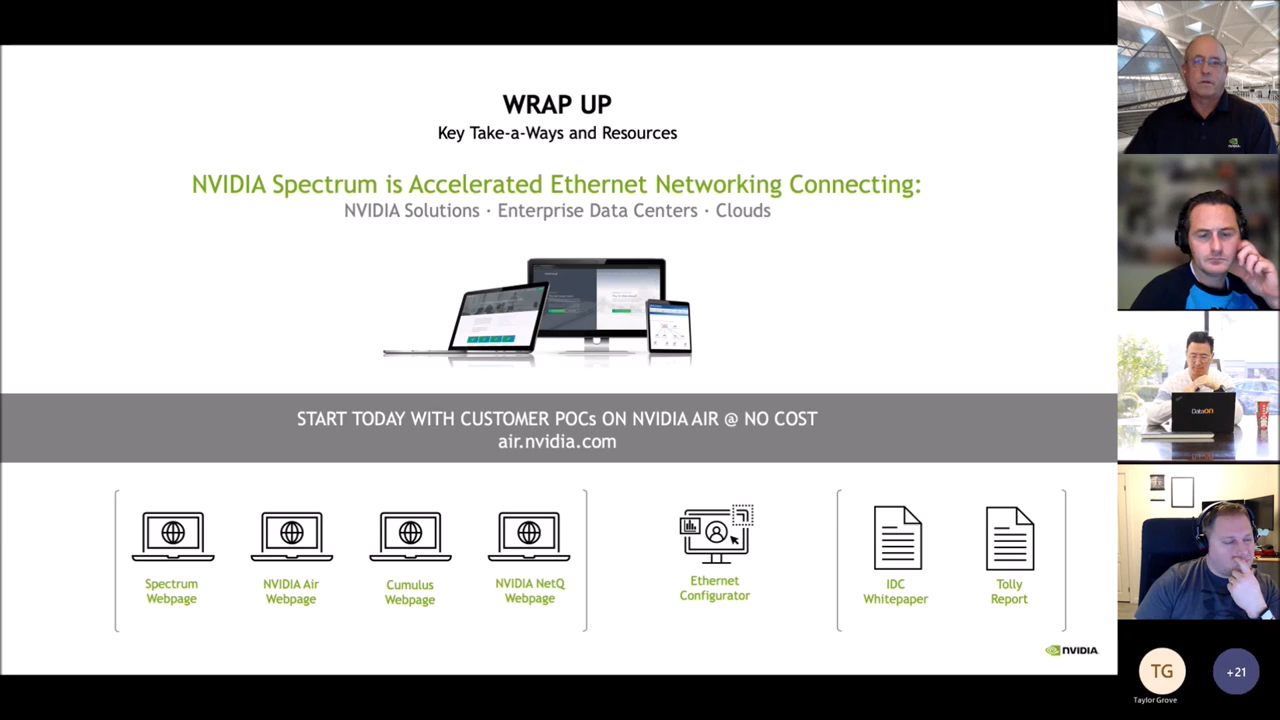 WRAP UP
Key Take-a-Ways and Resources
NVIDIA Spectrum is Accelerated Ethernet Networking Connecting:
NVIDIA Solutions · Enterprise Data Centers · Clouds
START TODAY WITH CUSTOMER POCs ON NVIDIA AIR @ NO COST
air.nvidia.com
Spectrum
Webpage
NVIDIA Air
Webpage
Cumulus
Webpage
NVIDIA NetQ
Webpage
Ethernet
Configurator
IDC
Whitepaper
Tolly
Report
NVIDIA
DataON
TG
+21
Taylor Grove